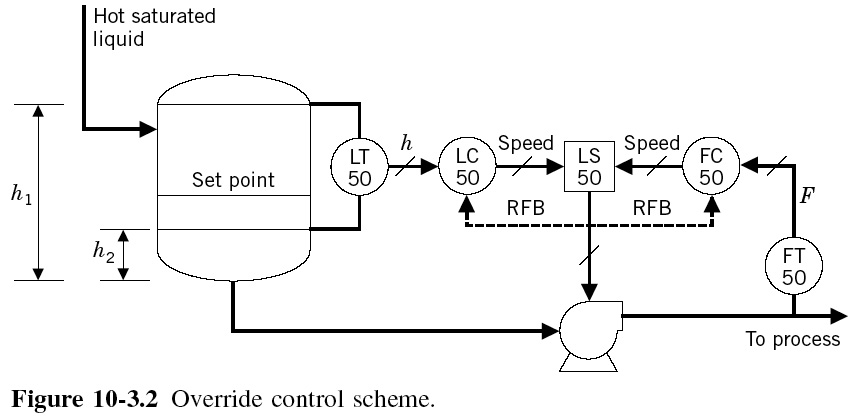 Hot saturated
liquid
h1
h2
Set point
LT
50
h
LC
50
Speed
LS
50
Speed
FC
50
RFB
RFB
F
FT
50
To process
Figure 10-3.2 Override control scheme.